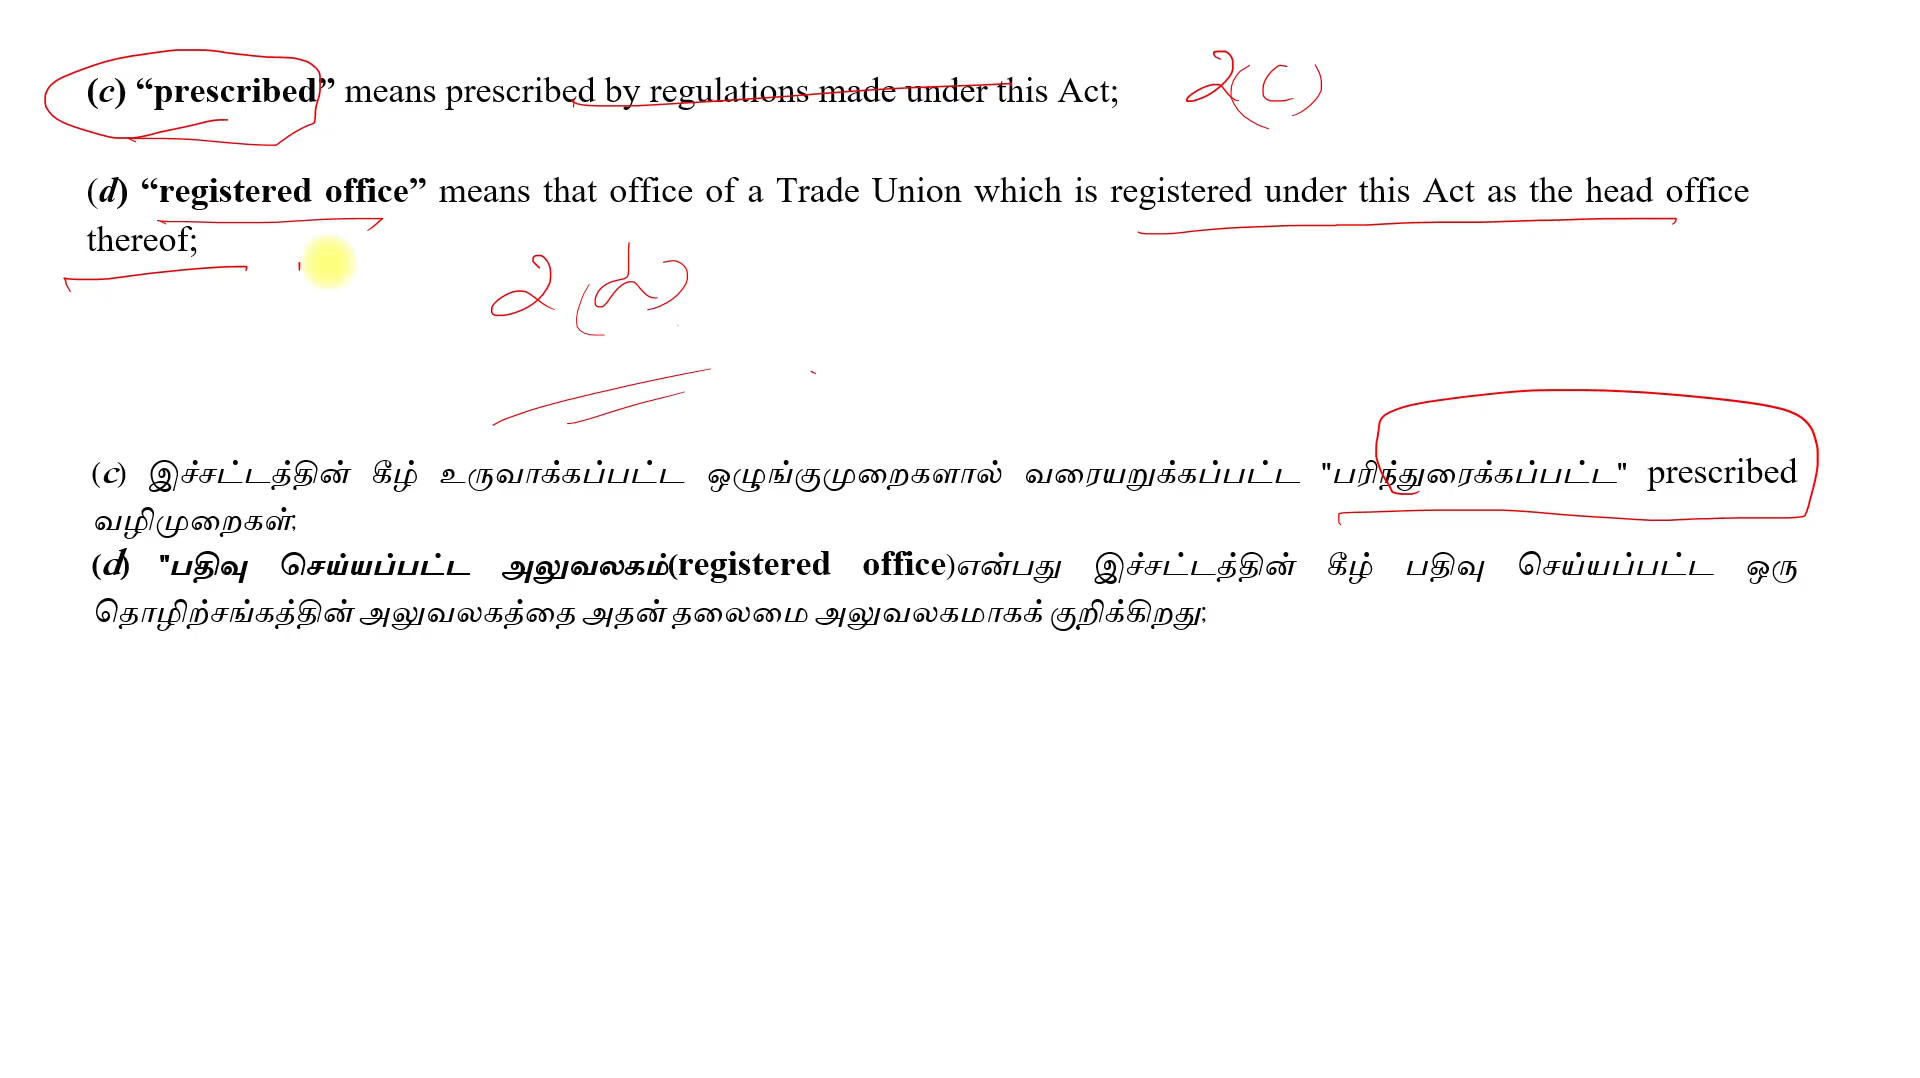 (c) “prescribed” means prescribed by regulations made under this Act; 2(c)
(d) “registered office” means that office of a Trade Union which is registered under this Act as the head office
thereof;
2(d)
(c) இச்சட்டத்தின் கீழ் உருவாக்கப்பட்ட ஒழுங்குமுறைகளால் வரையறுக்கப்பட்ட "பரிந்துரைக்கப்பட்ட" prescribed
வழிமுறைகள்;
(d) "பதிவு செய்யப்பட்ட அலுவலகம்(registered office)என்பது இச்சட்டத்தின் கீழ் பதிவு செய்யப்பட்ட ஒரு
தொழிற்சங்கத்தின் அலுவலகத்தை அதன் தலைமை அலுவலகமாகக் குறிக்கிறது;